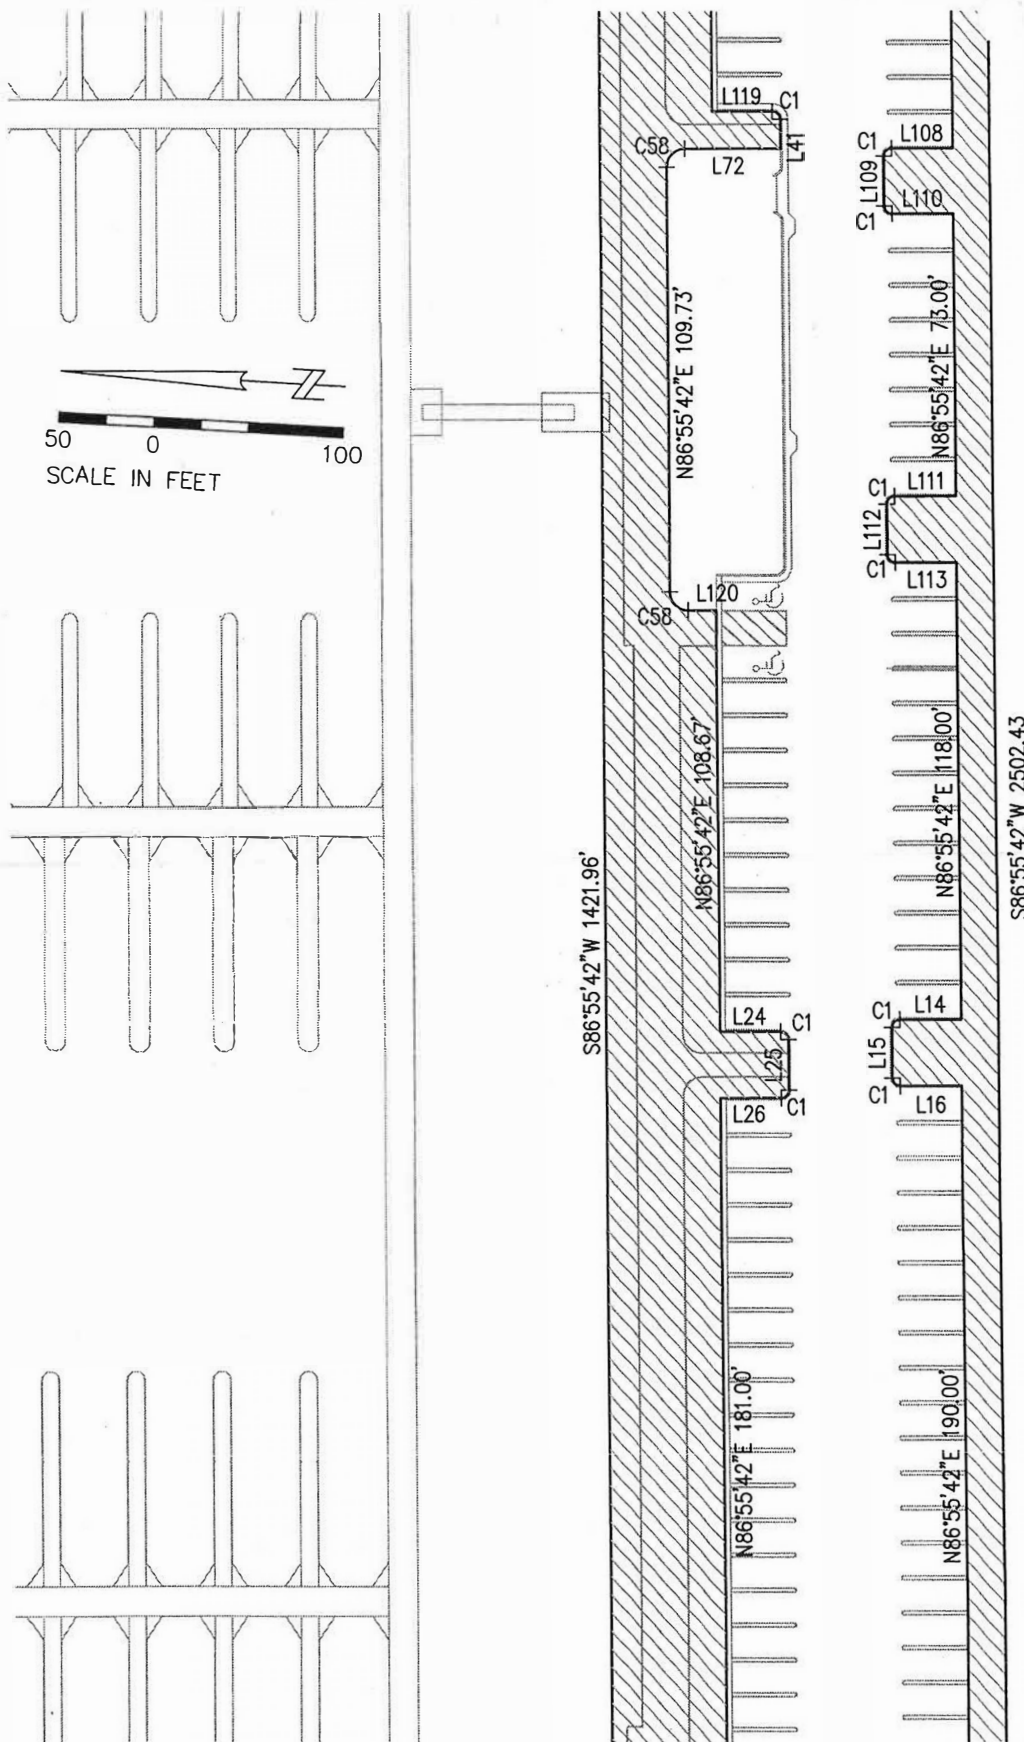 L119
C1
L41
C58
L72
C1
L108
L109
L110
C1
N86°55'42"E 109.73'
N86°55'42"E 73.00'
50
0
100
SCALE IN FEET
C1
L111
L112
C1
L113
L120
C58
N86°55'42"E 108.67'
N86°55'42"E 118.00'
S86°55'42"W 2502.43
S86°55'42"W 1421.96'
L24
C1
L25
L26
C1
C1
L14
L15
C1
L16
N86°55'42"E 181.00'
N86°55'42"E 190.00'